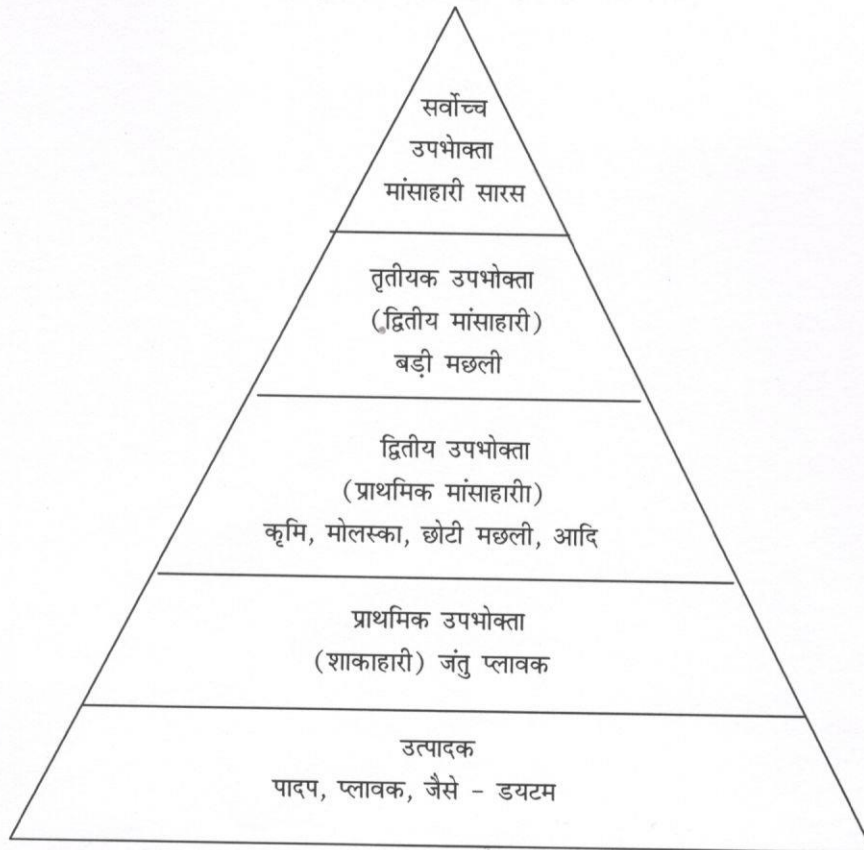 सर्वोच्च
उपभेाक्ता
मांसाहारी सारस
तृतीयक उपभोक्ता
(द्वितीय मांसाहारी)
बड़ी मछली
द्वितीय उपभोक्ता
(प्राथमिक मांसाहारीा)
कृमि, मोलस्का, छोटी मछली, आदि
प्राथमिक उपभोक्ता
(शाकाहारी) जंतु प्लावक
उत्पादक
पादप, प्लावक, जैसे - डयटम